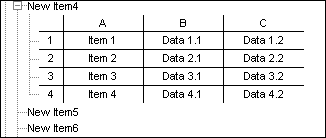 New Item4
A B C
1 Item 1 Data 1.1 Data 1.2
2 Item 2 Data 2.1 Data 2.2
3 Item 3 Data 3.1 Data 3.2
4 Item 4 Data 4.1 Data 4.2
New Item5
New Item6